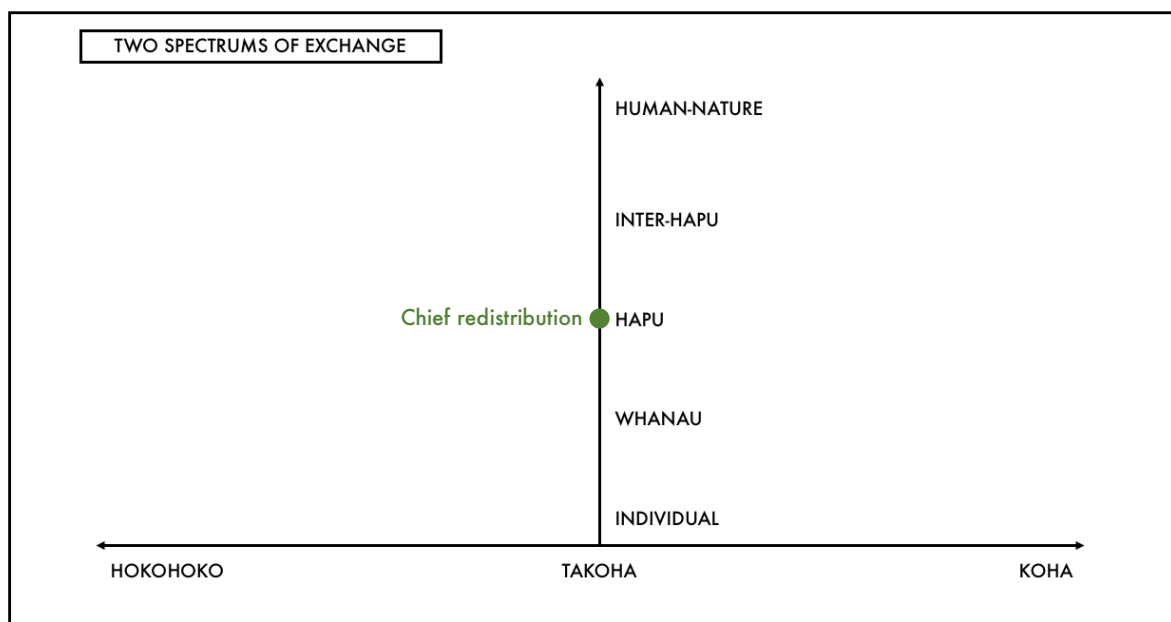 TWO SPECTRUMS OF EXCHANGE
HUMAN-NATURE
INTER-HAPU
Chief redistribution
HAPU
WHANAU
INDIVIDUAL
HOKOHOKO
TAKOHA
KOHA